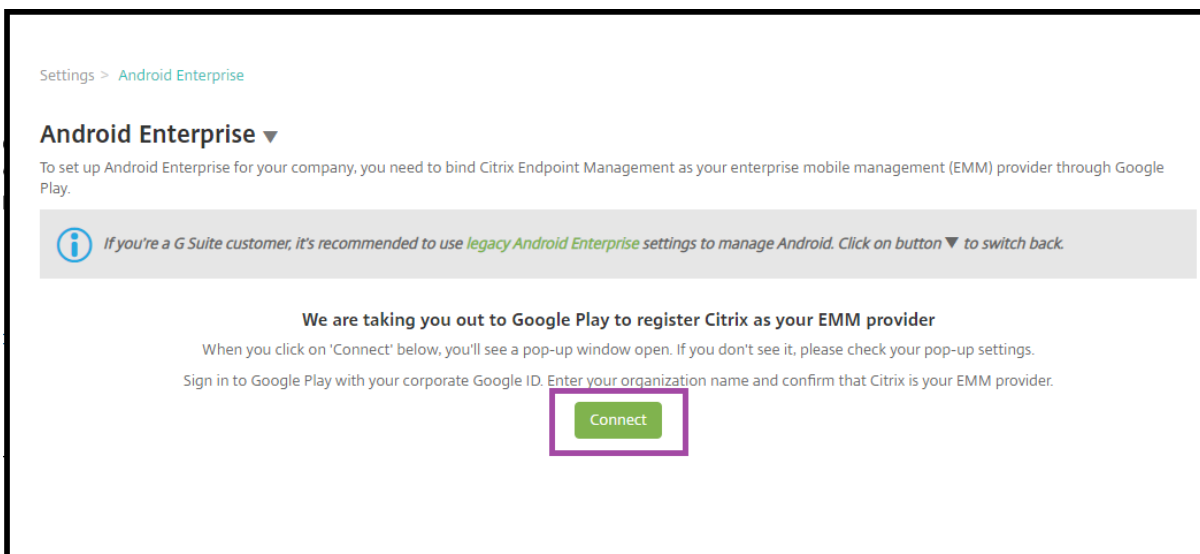 Settings > Android Enterprise
Android Enterprise ▼
To set up Android Enterprise for your company, you need to bind Citrix Endpoint Management as your enterprise mobile management (EMM) provider through Google
Play.
If you're a G Suite customer, it's recommended to use legacy Android Enterprise settings to manage Android. Click on button ▼ to switch back.
We are taking you out to Google Play to register Citrix as your EMM provider
When you click on 'Connect' below, you'll see a pop-up window open. If you don't see it, please check your pop-up settings.
Sign in to Google Play with your corporate Google ID. Enter your organization name and confirm that Citrix is your EMM provider.
Connect